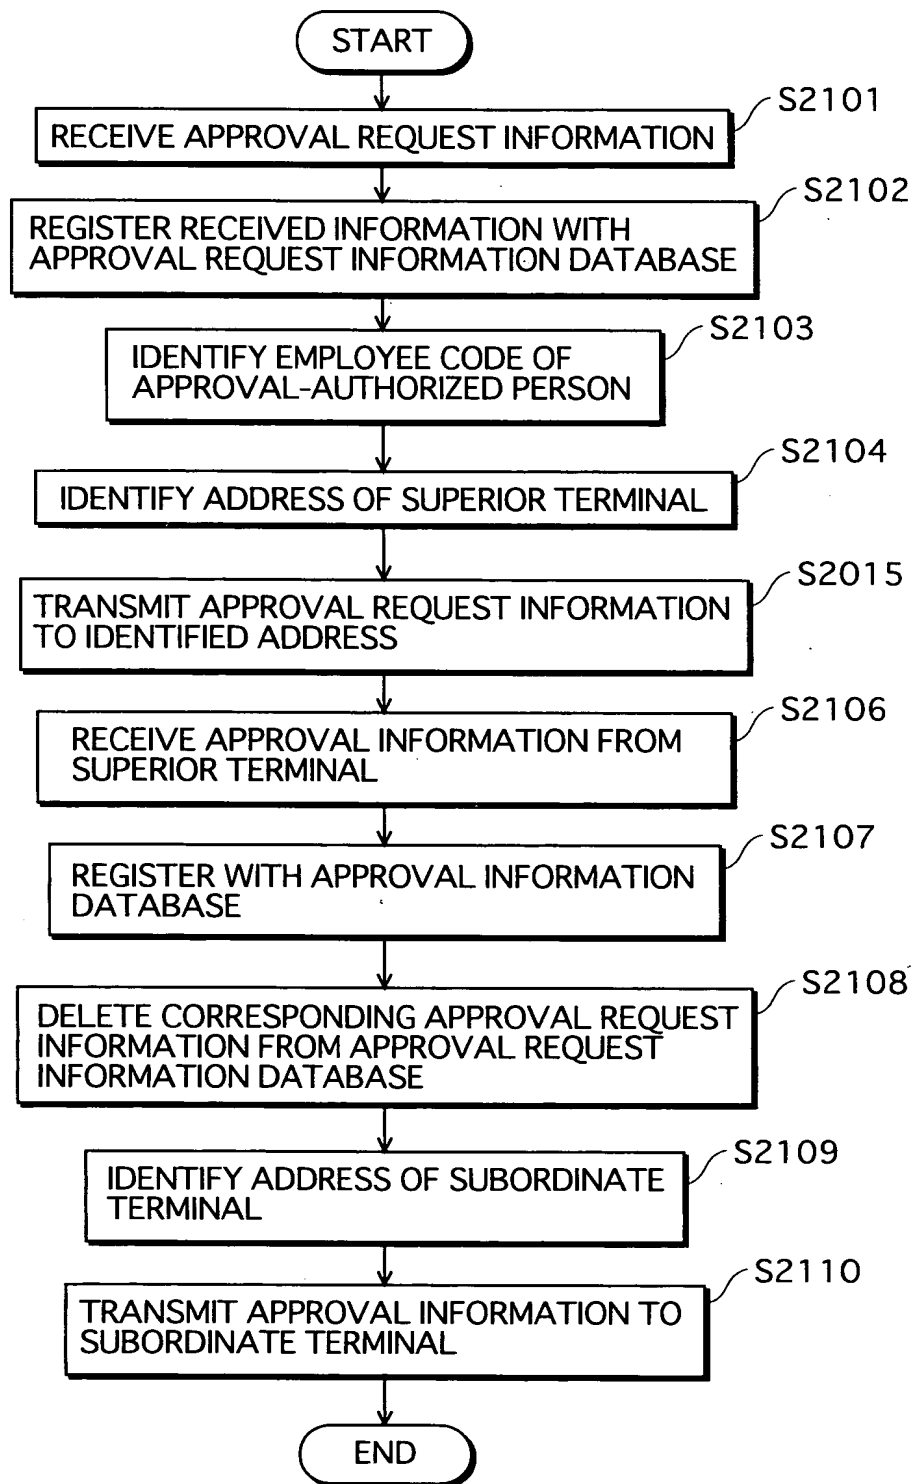 START
S2101
RECEIVE APPROVAL REQUEST INFORMATION
S2102
REGISTER RECEIVED INFORMATION WITH
APPROVAL REQUEST INFORMATION DATABASE
S2103
IDENTIFY EMPLOYEE CODE OF
APPROVAL-AUTHORIZED PERSON
S2104
IDENTIFY ADDRESS OF SUPERIOR TERMINAL
S2015
TRANSMIT APPROVAL REQUEST INFORMATION
TO IDENTIFIED ADDRESS
S2106
RECEIVE APPROVAL INFORMATION FROM
SUPERIOR TERMINAL
S2107
REGISTER WITH APPROVAL INFORMATION
DATABASE
S2108
DELETE CORRESPONDING APPROVAL REQUEST
INFORMATION FROM APPROVAL REQUEST
INFORMATION DATABASE
S2109
IDENTIFY ADDRESS OF SUBORDINATE
TERMINAL
S2110
TRANSMIT APPROVAL INFORMATION TO
SUBORDINATE TERMINAL
END